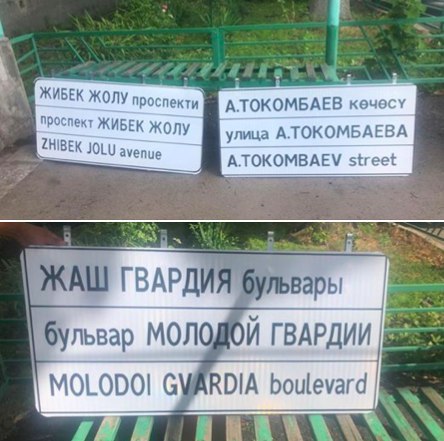 ЖИБЕК ЖОЛУ проспекти
проспект ЖИБЕК ЖОЛУ
ZHIBEK JOLU avenue
А.ТОКОМБАЕВ көчөсү
улица А.ТОКОМБАЕВА
A.TOKOMBAEV street
ЖАШ ГВАРДИЯ бульвары
бульвар МОЛОДОЙ ГВАРДИИ
MOLODOI GVARDIA boulevard